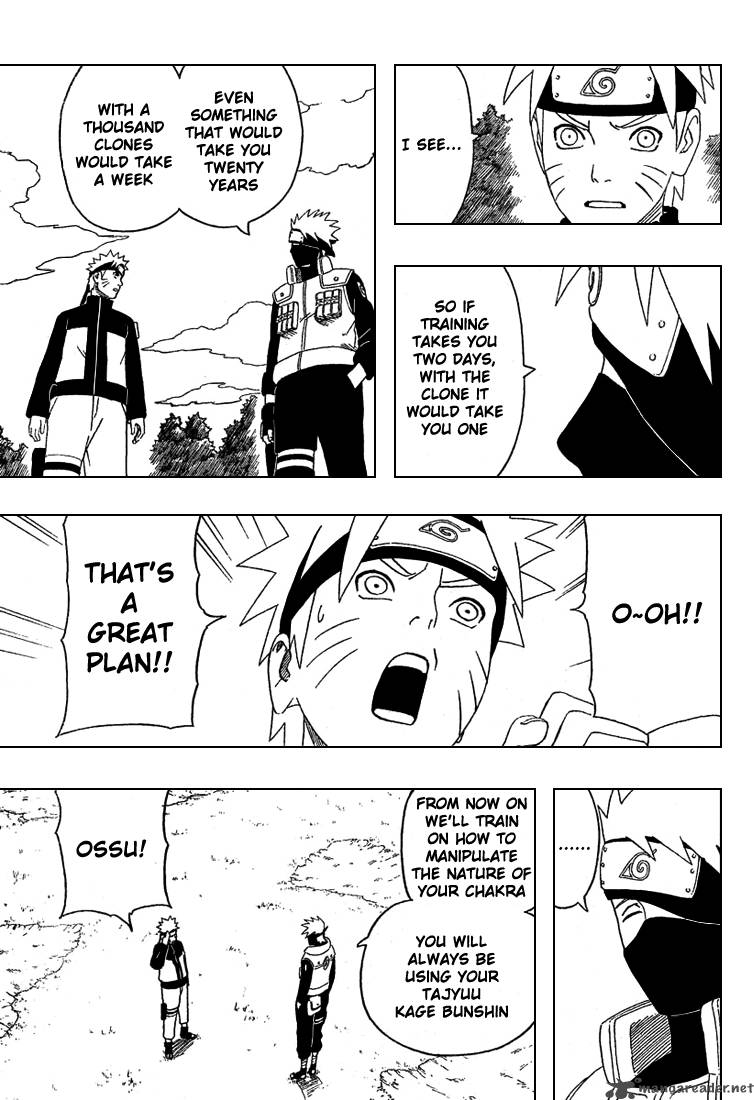 I SEE...
SO IF
TRAINING
TAKES YOU
TWO DAYS,
WITH THE
CLONE IT
WOULD TAKE
YOU ONE
EVEN
SOMETHING
THAT WOULD
TAKE YOU
TWENTY
YEARS
WITH A
THOUSAND
CLONES
WOULD TAKE
A WEEK
O~OH!!
THAT'S
A
GREAT
PLAN!!
........
FROM NOW ON
WE'LL TRAIN
ON HOW TO
MANIPULATE
THE NATURE OF
YOUR CHAKRA
YOU WILL
ALWAYS BE
USING YOUR
TAJYUU
KAGE BUNSHIN
OSSU!
mangareader.net